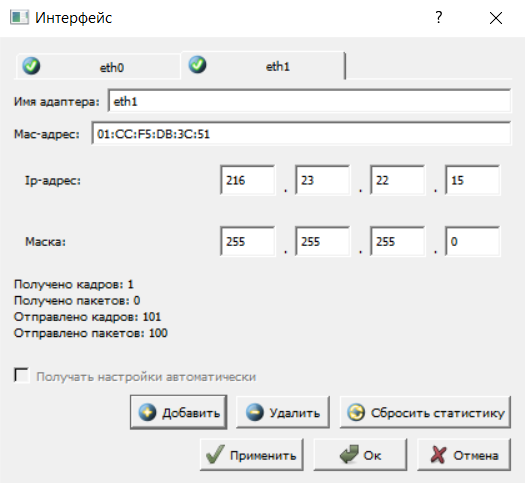 Интерфейс ?
eth0 eth1
Имя адаптера: eth1
Mac-адрес: 01:CC:F5:DB:3C:51
Ip-адрес: 216 . 23 . 22 . 15
Маска: 255 . 255 . 255 . 0
Получено кадров: 1
Получено пакетов: 0
Отправлено кадров: 101
Отправлено пакетов: 100
Получать настройки автоматически
Добавить Удалить Сбросить статистику
Применить Ок Отмена